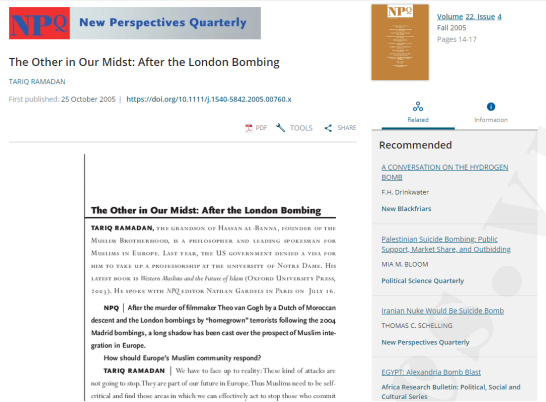 NPQ New Perspectives Quarterly
The Other in Our Midst: After the London Bombing
TARIQ RAMADAN
First published: 25 October 2005 | https://doi.org/10.1111/j.1540-5842.2005.00760.x
PDF TOOLS SHARE
The Other in Our Midst: After the London Bombing
TARIQ RAMADAN, THE GRANDSON OF HASSAN AL-BANNA, FOUNDER OF THE
MUSLIM BROTHERHOOD, IS A PHILOSOPHER AND LEADING SPOKESMAN FOR
MUSLIMS IN EUROPE. LAST YEAR, THE US GOVERNMENT DENIED A VISA FOR
HIM TO TAKE UP A PROFESSORSHIP AT THE UNIVERSITY OF NOTRE DAME. HIS
LATEST BOOK IS Western Muslims and the Future of Islam (OXFORD UNIVERSITY PRESS,
2003). HE SPOKE WITH NPQ EDITOR NATHAN GARDELS IN PARIS ON JULY 16.
NPQ | After the murder of filmmaker Theo van Gogh by a Dutch of Moroccan
descent and the London bombings by "homegrown" terrorists following the 2004
Madrid bombings, a long shadow has been cast over the prospect of Muslim inte-
gration in Europe.
How should Europe's Muslim community respond?
TARIQ RAMADAN | We have to face up to reality: These kind of attacks are
not going to stop. They are part of our future in Europe. Thus Muslims need to be self-
critical and find those areas in which we can effectively act to stop those who commit
NPQ
Volume 22, Issue 4
Fall 2005
Pages 14-17
Related
Information
Recommended
A CONVERSATION ON THE HYDROGEN
BOMB
F.H. Drinkwater
New Blackfriars
Palestinian Suicide Bombing: Public
Support, Market Share, and Outbidding
MIA M. BLOOM
Political Science Quarterly
Iranian Nuke Would Be Suicide Bomb
THOMAS C. SCHELLING
New Perspectives Quarterly
EGYPT: Alexandria Bomb Blast
Africa Research Bulletin: Political, Social and
Cultural Series